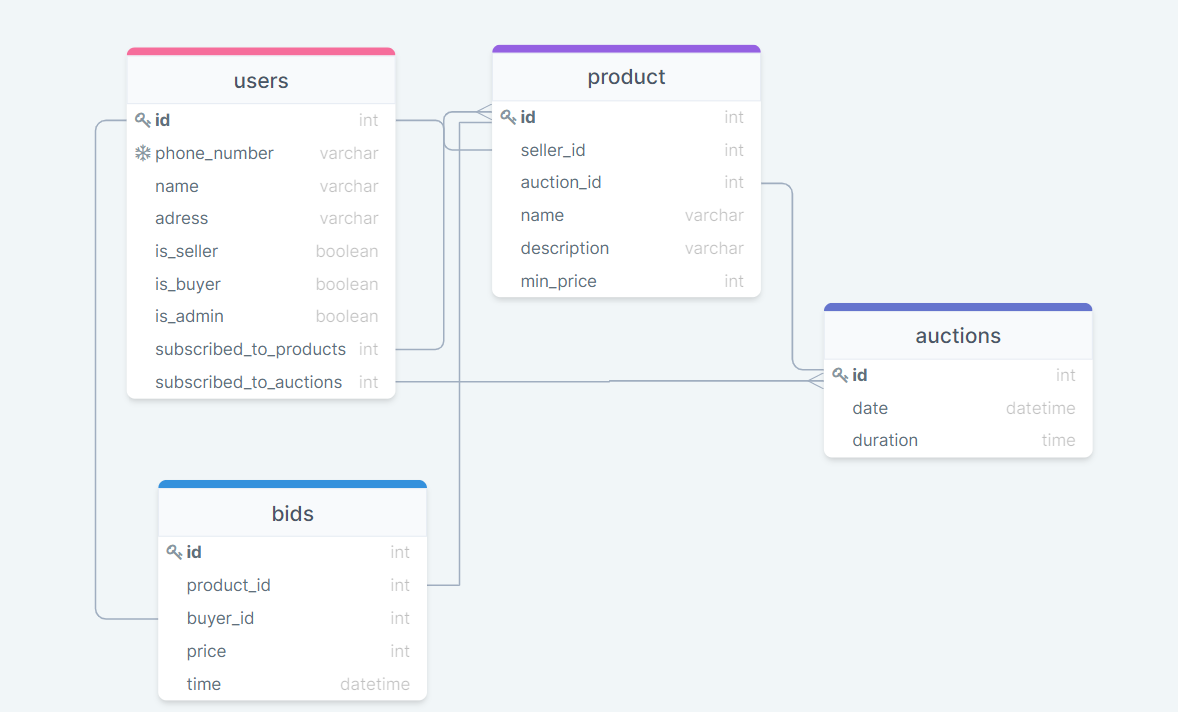 users
id int
phone_number varchar
name varchar
adress varchar
is_seller boolean
is_buyer boolean
is_admin boolean
subscribed_to_products int
subscribed_to_auctions int
product
id int
seller_id int
auction_id int
name varchar
description varchar
min_price int
auctions
id int
date datetime
duration time
bids
id int
product_id int
buyer_id int
price int
time datetime